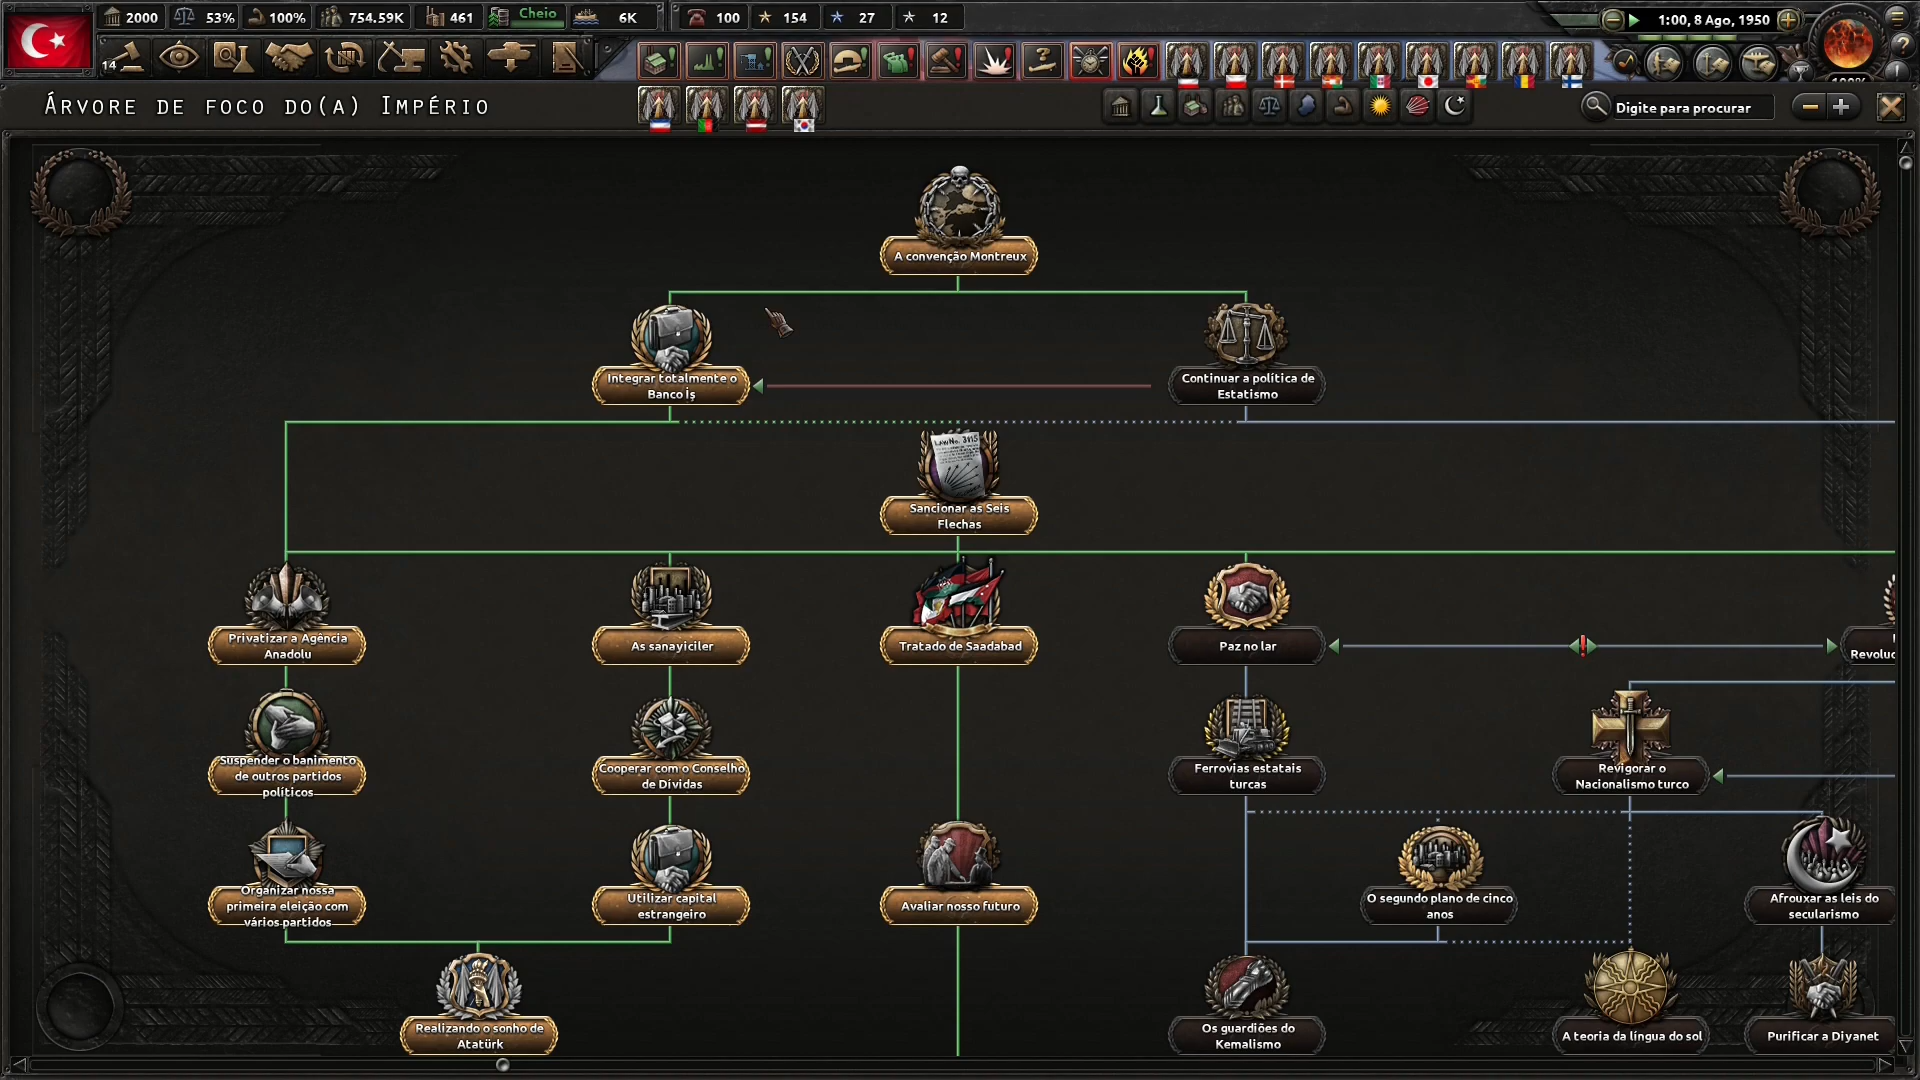 2000
53%
100%
754.59K
461
Cheio
6K
100
154
27
12
1:00, 8 Ago, 1950
14
100%
Árvore de foco do(a) Império
Digite para procurar
A convenção Montreux
Integrar totalmente o
Banco İş
Continuar a política de
Estatismo
LAW No. 3115
Sancionar as Seis
Flechas
Privatizar a Agência
Anadolu
As sanayiciler
Tratado de Saadabad
Paz no lar
Revoluc
Suspender o banimento
de outros partidos
políticos
Cooperar com o Conselho
de Dívidas
Ferrovias estatais
turcas
Revigorar o
Nacionalismo turco
Organizar nossa
primeira eleição com
vários partidos
Utilizar capital
estrangeiro
Avaliar nosso futuro
O segundo plano de cinco
anos
Afrouxar as leis do
secularismo
Realizando o sonho de
Atatürk
Os guardiões do
Kemalismo
A teoria da língua do sol
Purificar a Diyanet